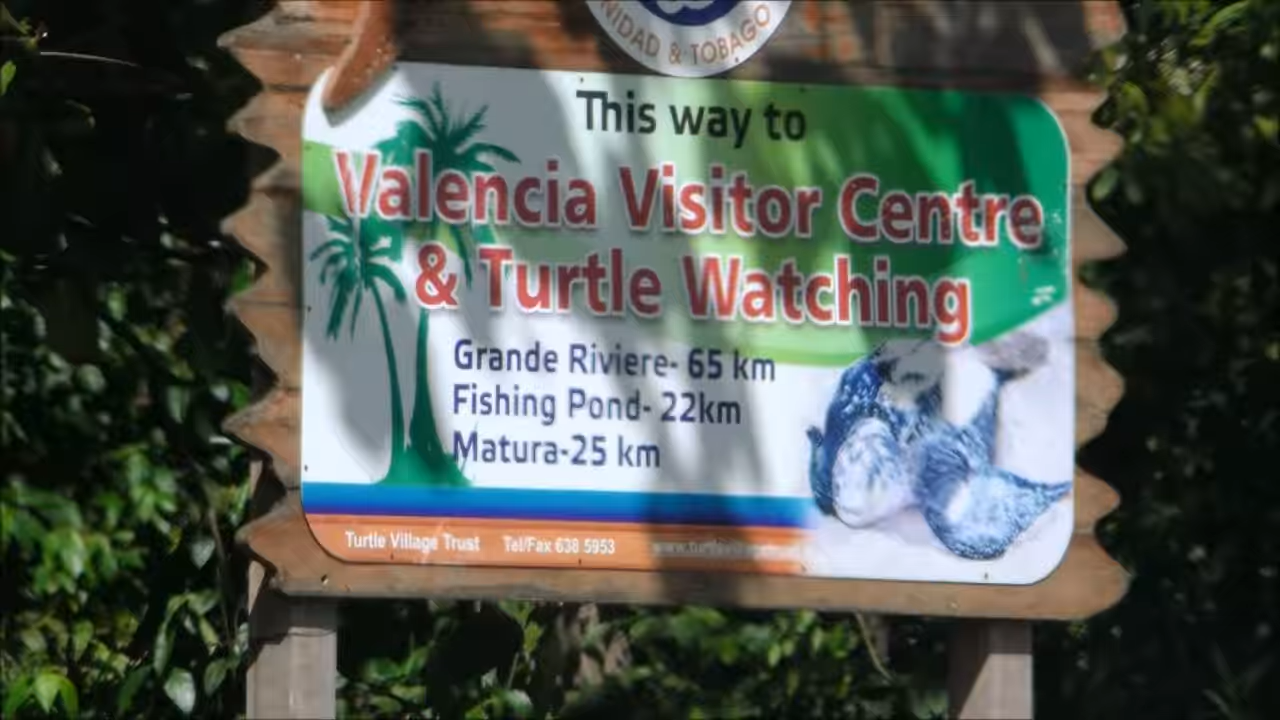 & TOBAGO
This way to
Valencia Visitor Centre
& Turtle Watching
Grande Riviere- 65 km
Fishing Pond- 22km
Matura-25 km
Turtle Village Trust Tel/Fax 638 5953